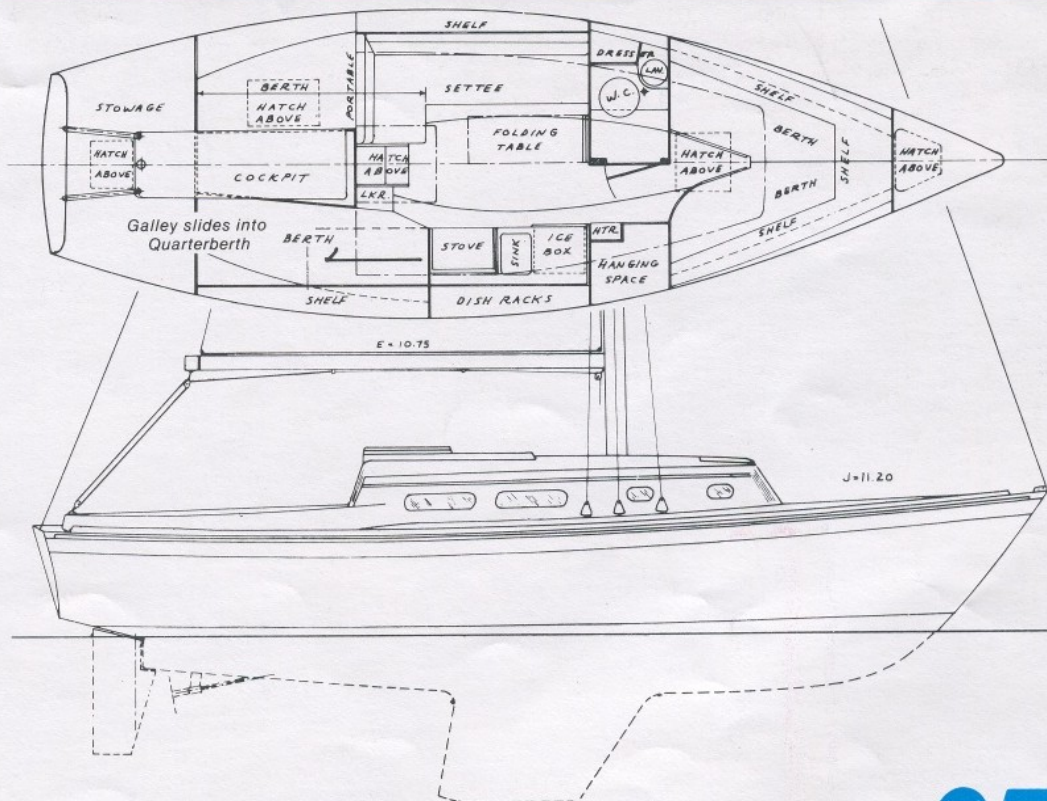 SHELF
DRESSER
LAV.
W.C.
SHELF
PORTABLE
BERTH
HATCH
ABOVE
SETTEE
STOWAGE
FOLDING
TABLE
BERTH
SHELF
HATCH
ABOVE
COCKPIT
HATCH
ABOVE
HATCH
ABOVE
HATCH
ABOVE
LKR.
BERTH
Galley slides into
Quarterberth
BERTH
STOVE
SINK
ICE
BOX
HTR.
HANGING
SPACE
SHELF
SHELF
DISH RACKS
E = 10.75
J=11.20